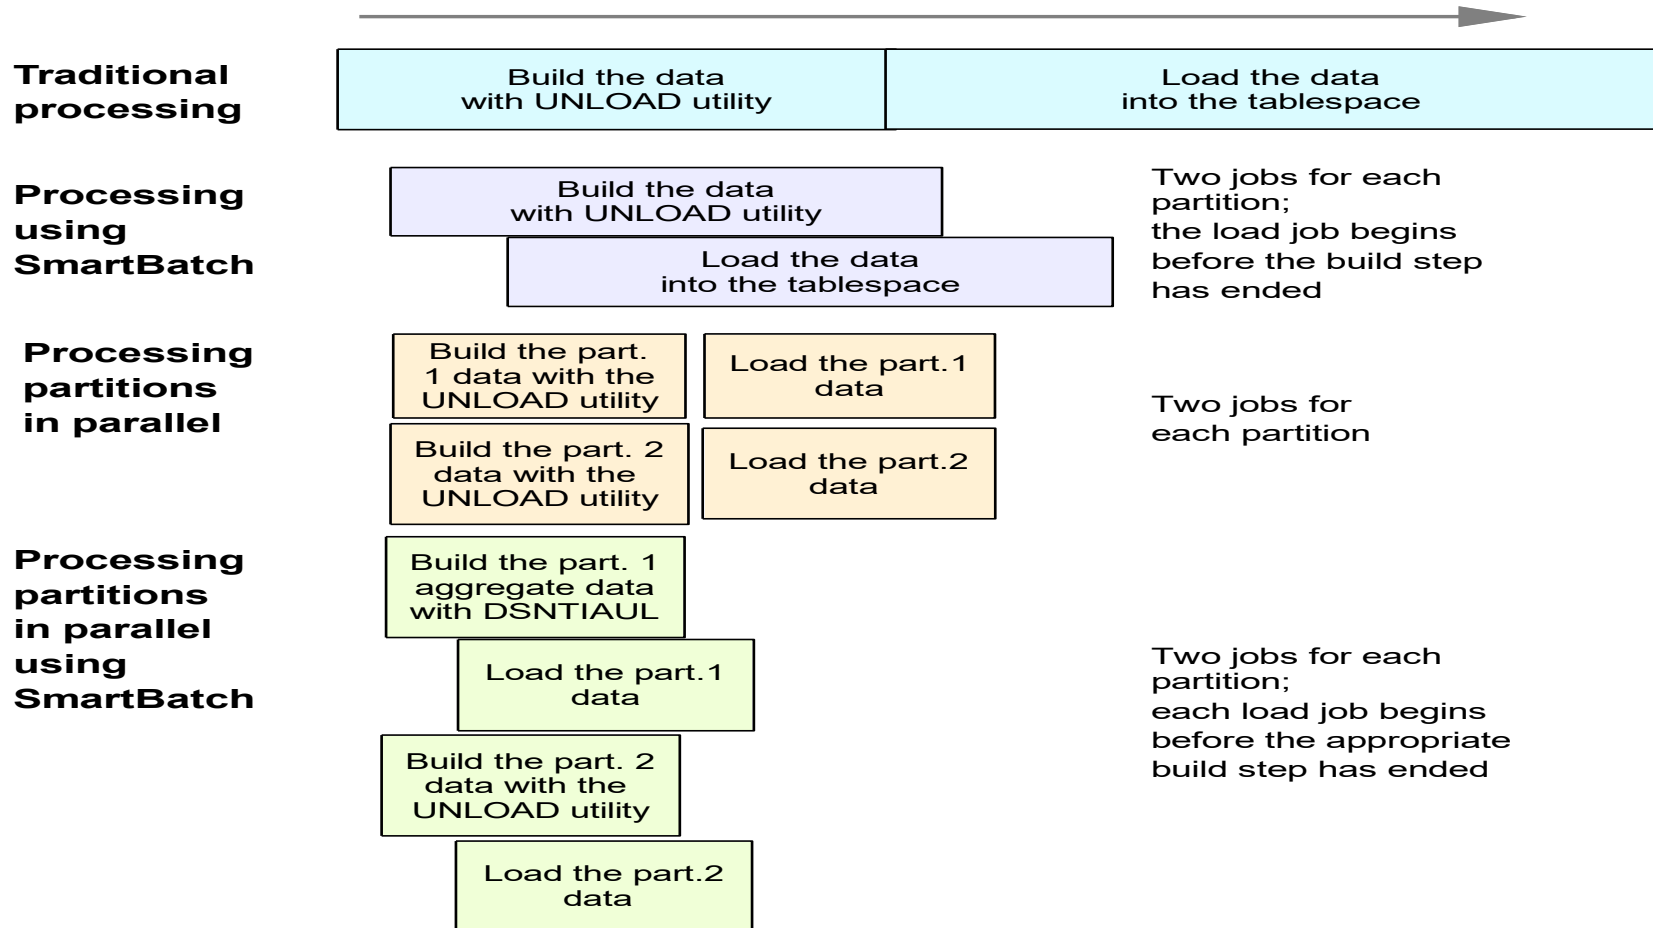 Traditional
processing
Build the data
with UNLOAD utility
Load the data
into the tablespace
Processing
using
SmartBatch
Build the data
with UNLOAD utility
Load the data
into the tablespace
Two jobs for each
partition;
the load job begins
before the build step
has ended
Processing
partitions
in parallel
Build the part.
1 data with the
UNLOAD utility
Load the part.1
data
Build the part. 2
data with the
UNLOAD utility
Load the part.2
data
Two jobs for
each partition
Processing
partitions
in parallel
using
SmartBatch
Build the part. 1
aggregate data
with DSNTIAUL
Load the part.1
data
Build the part. 2
data with the
UNLOAD utility
Load the part.2
data
Two jobs for each
partition;
each load job begins
before the appropriate
build step has ended